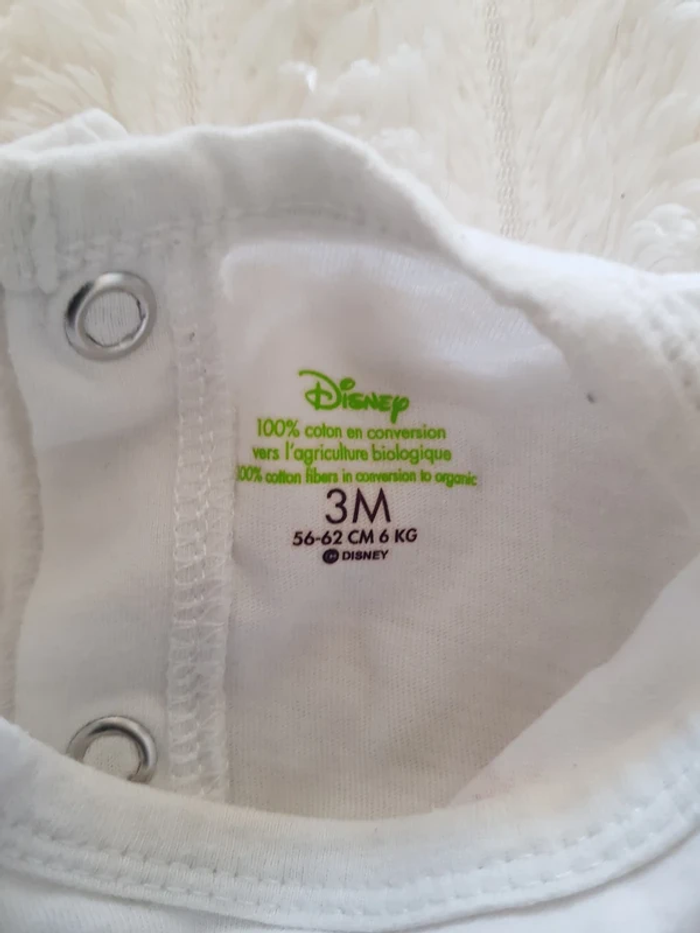 Disney
100% coton en conversion
vers l'agriculture biologique
100% cotton fibers in conversion to organic
3M
56-62 CM 6 KG
© DISNEY